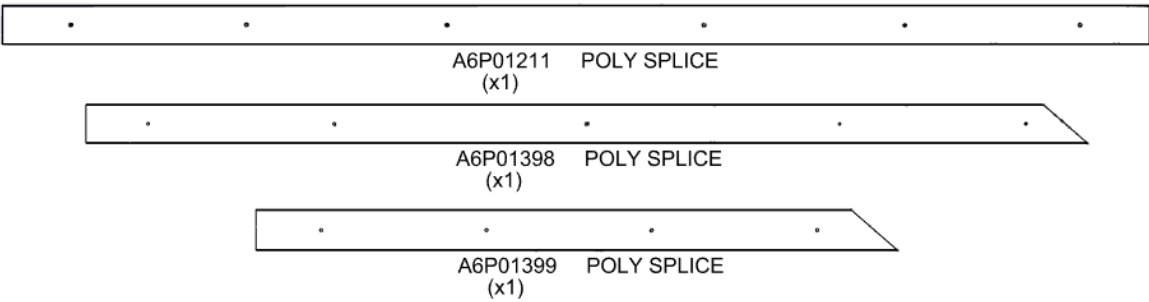 A6P01211 POLY SPLICE
(x1)
A6P01398 POLY SPLICE
(x1)
A6P01399 POLY SPLICE
(x1)